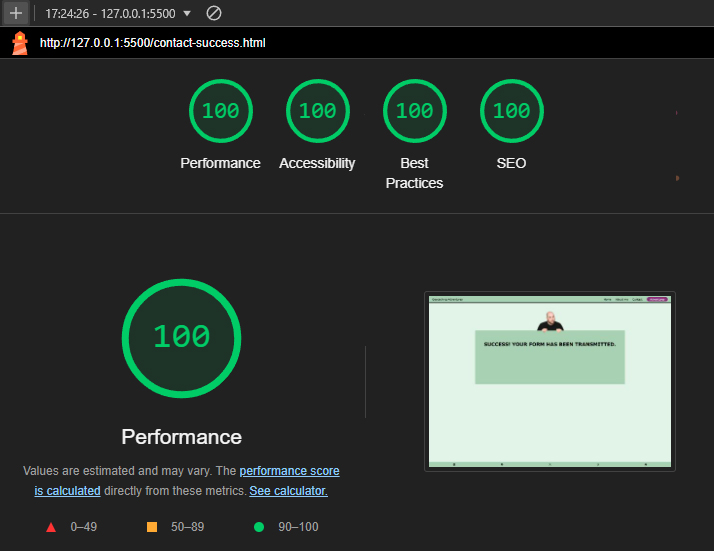 17:24:26 - 127.0.0.1:5500
http://127.0.0.1:5500/contact-success.html
100 100 100 100
Performance Accessibility Best Practices SEO
100
SUCCESS! YOUR FORM HAS BEEN TRANSMITTED.
Performance
Values are estimated and may vary. The performance score
is calculated directly from these metrics. See calculator.
0–49 50–89 90–100